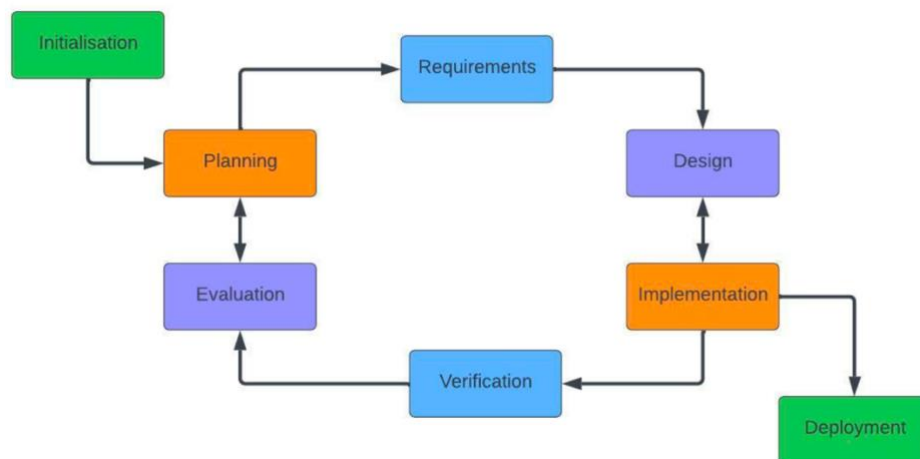 Initialisation
Requirements
Planning
Design
Evaluation
Implementation
Verification
Deployment